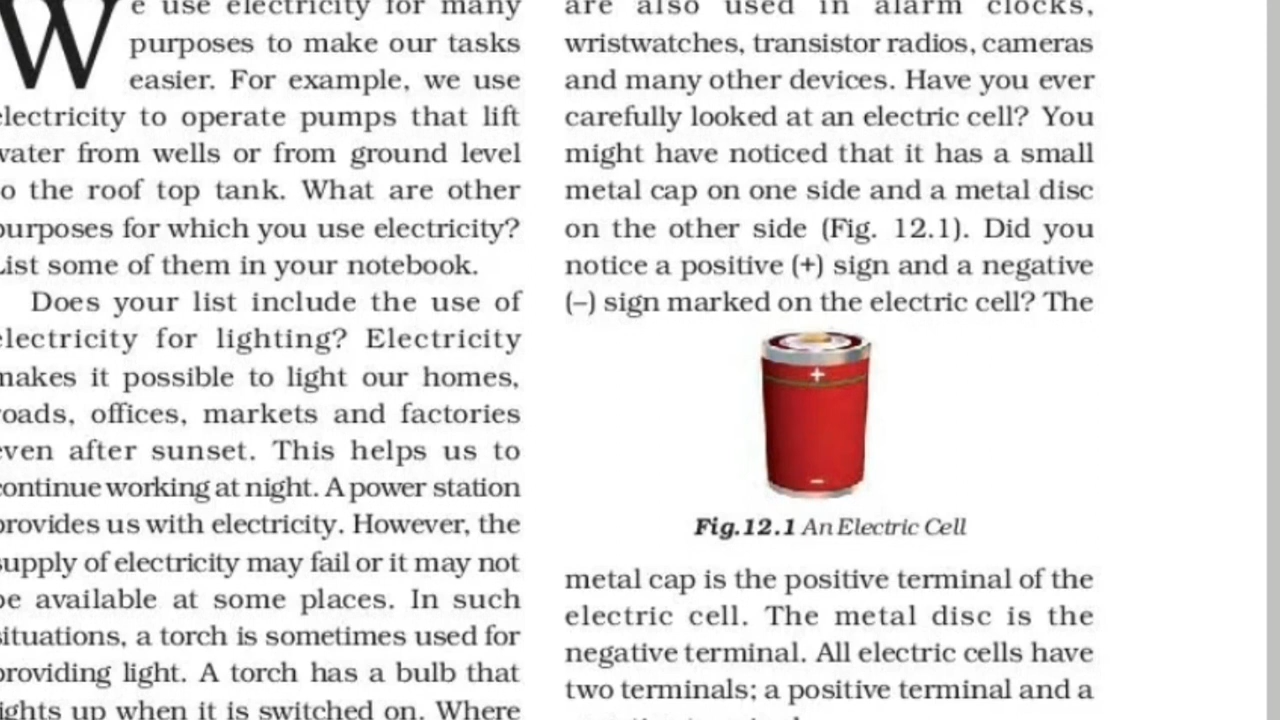 We use electricity for many
purposes to make our tasks
easier. For example, we use
electricity to operate pumps that lift
water from wells or from ground level
to the roof top tank. What are other
purposes for which you use electricity?
List some of them in your notebook.
Does your list include the use of
electricity for lighting? Electricity
makes it possible to light our homes,
roads, offices, markets and factories
even after sunset. This helps us to
continue working at night. A power station
provides us with electricity. However, the
supply of electricity may fail or it may not
be available at some places. In such
situations, a torch is sometimes used for
providing light. A torch has a bulb that
lights up when it is switched on. Where
are also used in alarm clocks,
wristwatches, transistor radios, cameras
and many other devices. Have you ever
carefully looked at an electric cell? You
might have noticed that it has a small
metal cap on one side and a metal disc
on the other side (Fig. 12.1). Did you
notice a positive (+) sign and a negative
(–) sign marked on the electric cell? The
+
–
Fig.12.1 An Electric Cell
metal cap is the positive terminal of the
electric cell. The metal disc is the
negative terminal. All electric cells have
two terminals; a positive terminal and a